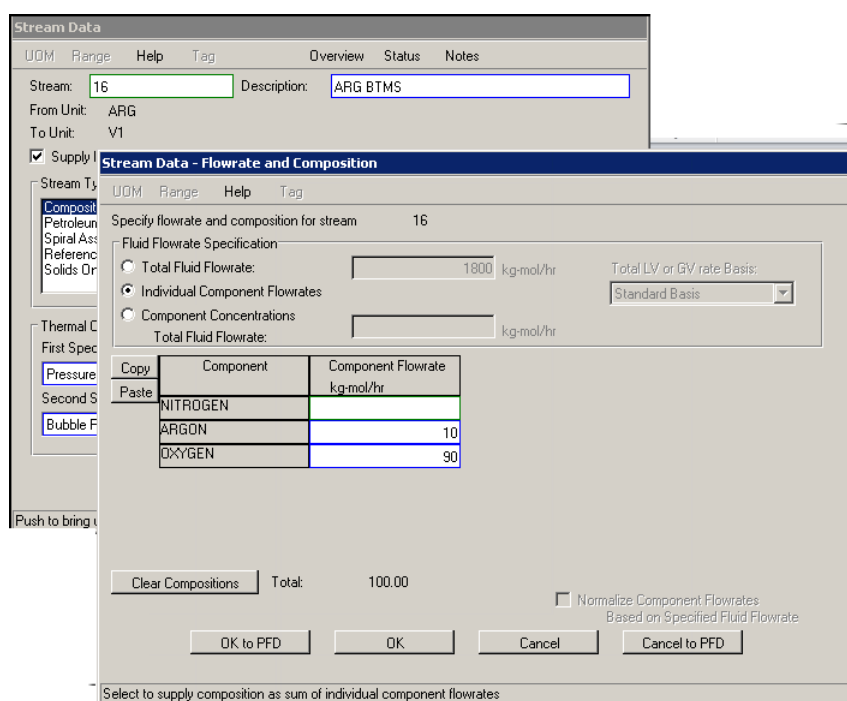 Stream Data
UOM Range Help Tag Overview Status Notes
Stream: 16 Description: ARG BTMS
From Unit: ARG
To Unit: V1
Supply
Stream Data - Flowrate and Composition
UOM Range Help Tag
Stream
Specify flowrate and composition for stream 16
Fluid Flowrate Specification
Total Fluid Flowrate: 1800 kg-mol/hr Total LV or GV rate Basis:
Individual Component Flowrates Standard Basis
Component Concentrations
Total Fluid Flowrate: kg-mol/hr
Composit
Petroleun
Spiral Ass
Referenc
Solids Or
Thermal C
First Spec
Pressure
Second S
Bubble F
Copy Component Component Flowrate
Paste kg-mol/hr
NITROGEN
ARGON 10
OXYGEN 90
Push to bring u
Clear Compositions Total: 100.00
Normalize Component Flowrates
Based on Specified Fluid Flowrate
OK to PFD OK Cancel Cancel to PFD
Select to supply composition as sum of individual component flowrates